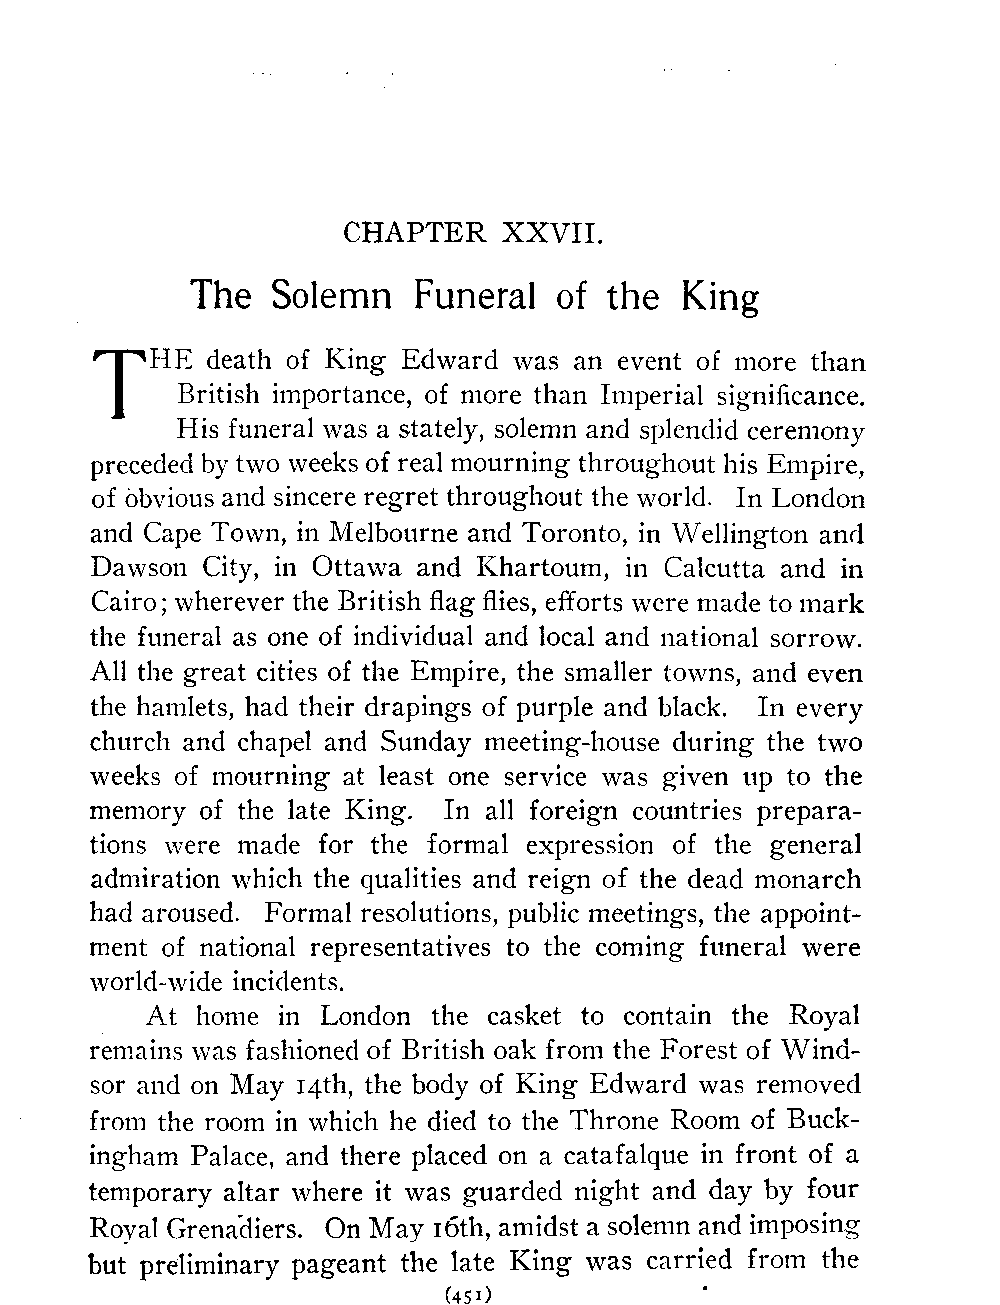 CHAPTER XXVII.
The Solemn Funeral of the King
THE death of King Edward was an event of more than
British importance, of more than Imperial significance.
His funeral was a stately, solemn and splendid ceremony
preceded by two weeks of real mourning throughout his Empire,
of obvious and sincere regret throughout the world. In London
and Cape Town, in Melbourne and Toronto, in Wellington and
Dawson City, in Ottawa and Khartoum, in Calcutta and in
Cairo; wherever the British flag flies, efforts were made to mark
the funeral as one of individual and local and national sorrow.
All the great cities of the Empire, the smaller towns, and even
the hamlets, had their drapings of purple and black. In every
church and chapel and Sunday meeting-house during the two
weeks of mourning at least one service was given up to the
memory of the late King. In all foreign countries prepara-
tions were made for the formal expression of the general
admiration which the qualities and reign of the dead monarch
had aroused. Formal resolutions, public meetings, the appoint-
ment of national representatives to the coming funeral were
world-wide incidents.
At home in London the casket to contain the Royal
remains was fashioned of British oak from the Forest of Wind-
sor and on May 14th, the body of King Edward was removed
from the room in which he died to the Throne Room of Buck-
ingham Palace, and there placed on a catafalque in front of a
temporary altar where it was guarded night and day by four
Royal Grenadiers. On May 16th, amidst a solemn and imposing
but preliminary pageant the late King was carried from the
(451)